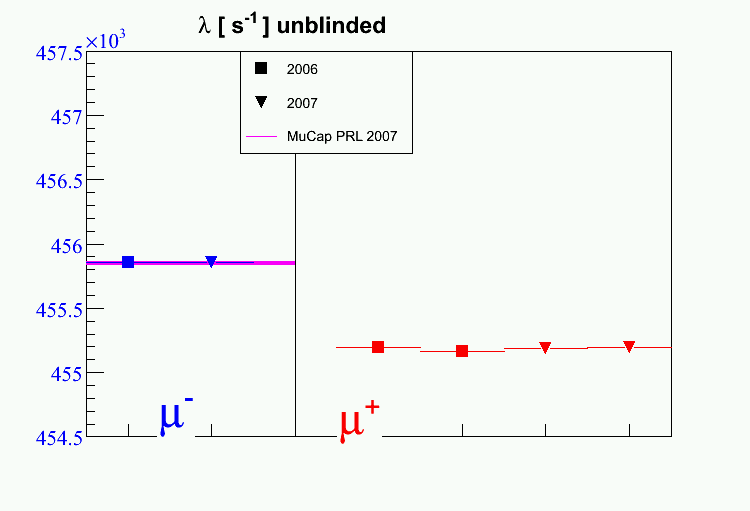 λ [ s⁻¹ ] unblinded
×10³
457.5
457
456.5
456
455.5
455
454.5
2006
2007
MuCap PRL 2007
μ⁻
μ⁺